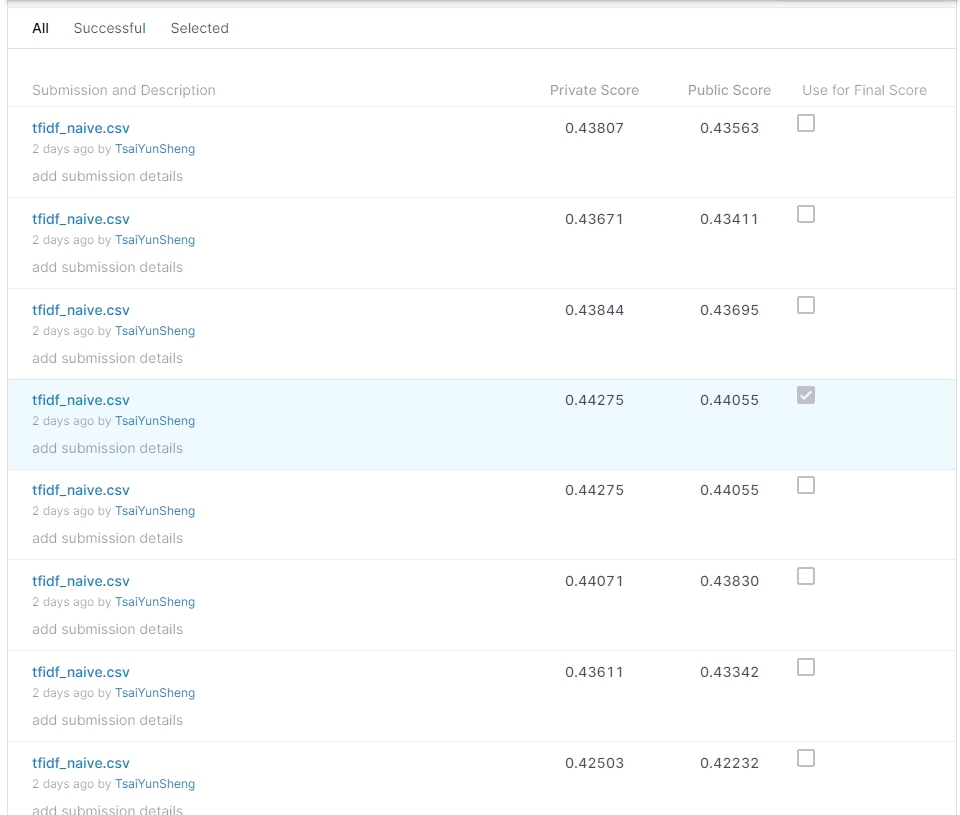 All Successful Selected
Submission and Description Private Score Public Score Use for Final Score
tfidf_naive.csv 0.43807 0.43563
2 days ago by TsaiYunSheng
add submission details
tfidf_naive.csv 0.43671 0.43411
2 days ago by TsaiYunSheng
add submission details
tfidf_naive.csv 0.43844 0.43695
2 days ago by TsaiYunSheng
add submission details
tfidf_naive.csv 0.44275 0.44055
2 days ago by TsaiYunSheng
add submission details
tfidf_naive.csv 0.44275 0.44055
2 days ago by TsaiYunSheng
add submission details
tfidf_naive.csv 0.44071 0.43830
2 days ago by TsaiYunSheng
add submission details
tfidf_naive.csv 0.43611 0.43342
2 days ago by TsaiYunSheng
add submission details
tfidf_naive.csv 0.42503 0.42232
2 days ago by TsaiYunSheng
add submission details